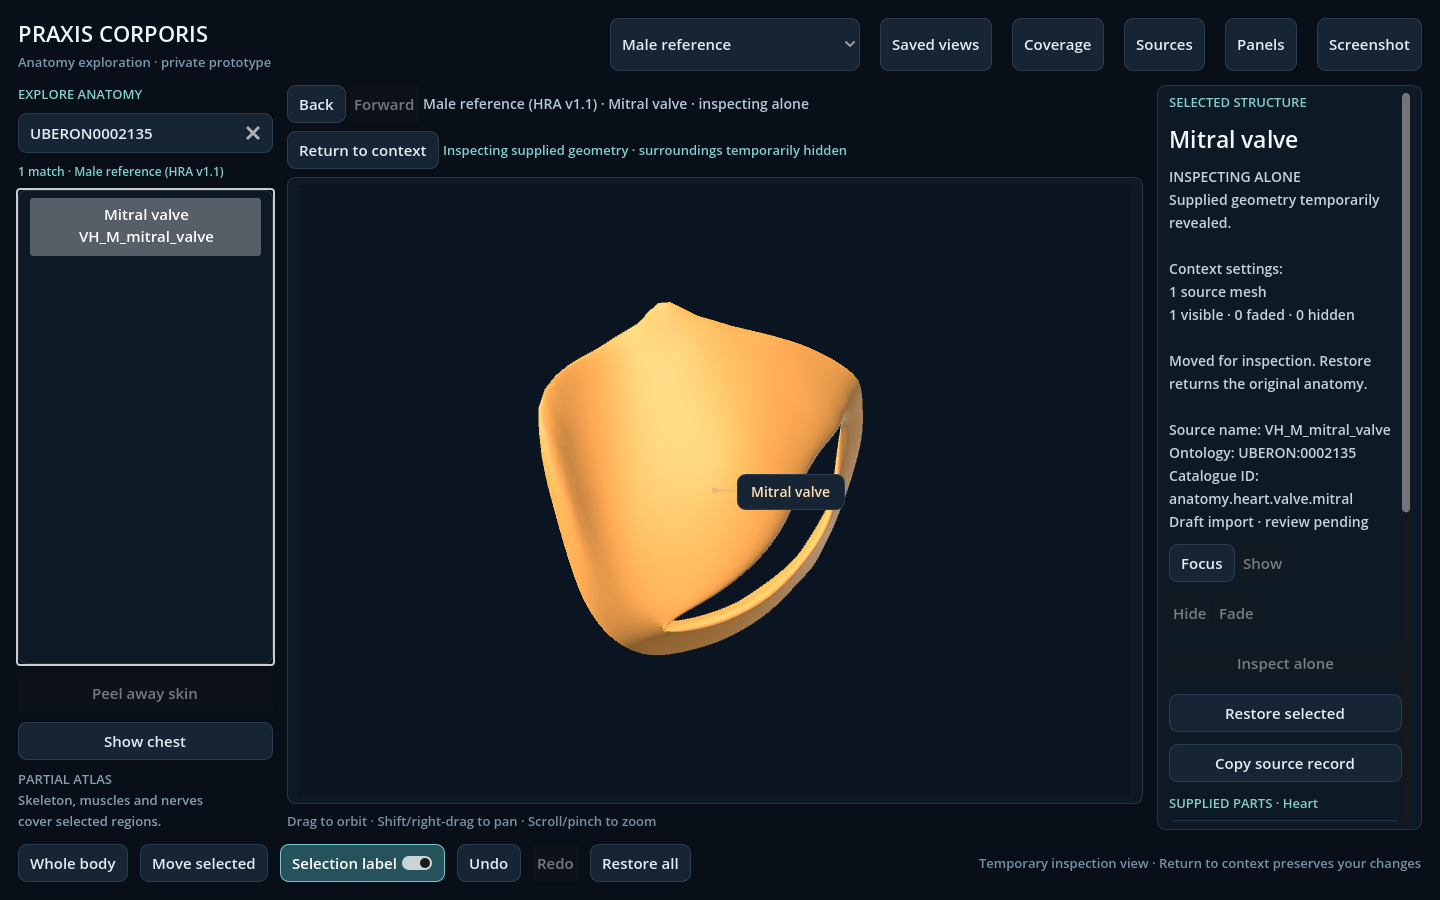 PRAXIS CORPORIS
Anatomy exploration · private prototype
Male reference
Saved views
Coverage
Sources
Panels
Screenshot
EXPLORE ANATOMY
UBERON0002135
1 match · Male reference (HRA v1.1)
Mitral valve
VH_M_mitral_valve
Peel away skin
Show chest
PARTIAL ATLAS
Skeleton, muscles and nerves
cover selected regions.
Back
Forward
Male reference (HRA v1.1) · Mitral valve · inspecting alone
Return to context
Inspecting supplied geometry · surroundings temporarily hidden
Mitral valve
Drag to orbit · Shift/right-drag to pan · Scroll/pinch to zoom
SELECTED STRUCTURE
Mitral valve
INSPECTING ALONE
Supplied geometry temporarily
revealed.
Context settings:
1 source mesh
1 visible · 0 faded · 0 hidden
Moved for inspection. Restore
returns the original anatomy.
Source name: VH_M_mitral_valve
Ontology: UBERON:0002135
Catalogue ID:
anatomy.heart.valve.mitral
Draft import · review pending
Focus
Show
Hide
Fade
Inspect alone
Restore selected
Copy source record
SUPPLIED PARTS · Heart
Whole body
Move selected
Selection label
Undo
Redo
Restore all
Temporary inspection view · Return to context preserves your changes